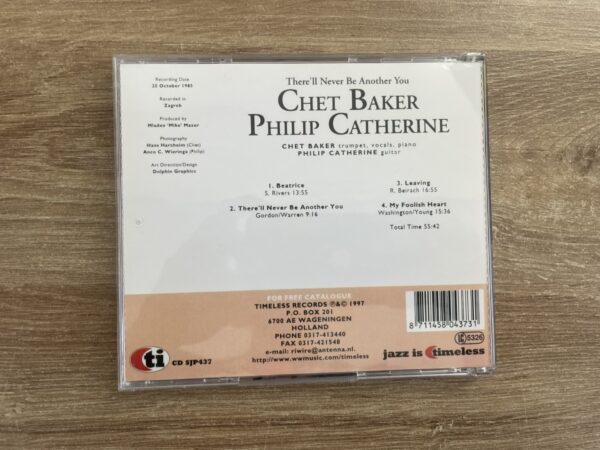 Recording Date
25 October 1985
Recorded in
Zagreb
Produced by
Mladen 'Mike' Mazur
Photography
Hans Harzheim (Chet)
Anco C. Wieringa (Philip)
Art Direction/Design
Dolphin Graphics
There'll Never Be Another You
CHET BAKER
PHILIP CATHERINE
CHET BAKER trumpet, vocals, piano
PHILIP CATHERINE guitar
1. Beatrice
S. Rivers 13:55
2. There'll Never Be Another You
Gordon/Warren 9:16
3. Leaving
R. Beirach 16:55
4. My Foolish Heart
Washington/Young 15:36
Total Time 55:42
FOR FREE CATALOGUE
TIMELESS RECORDS ℗&© 1997
P.O. BOX 201
6700 AE WAGENINGEN
HOLLAND
PHONE 0317-413440
FAX 0317-421548
e-mail: riwire@antenna.nl.
http://www.wwmusic.com/timeless
ti
CD SJP437
8 711458 043731
LC 5326
jazz is timeless